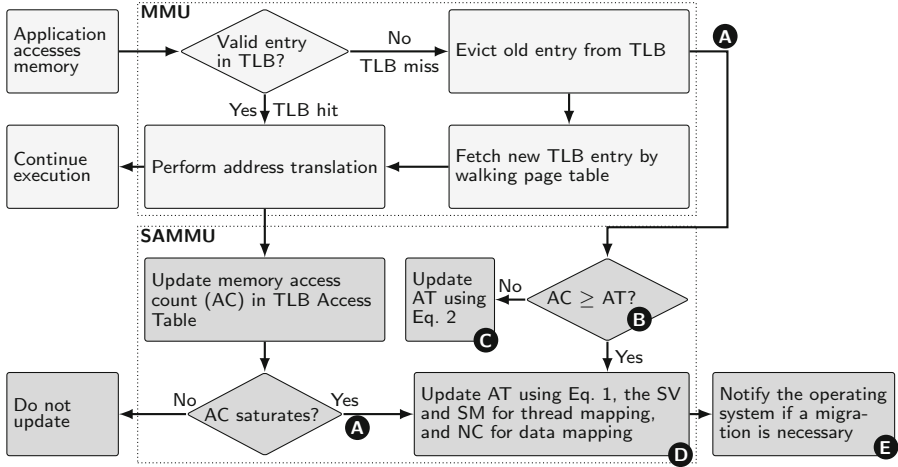 MMU
Application
accesses
memory
Valid entry
in TLB?
No
TLB miss
Evict old entry from TLB
A
Yes TLB hit
Continue
execution
Perform address translation
Fetch new TLB entry by
walking page table
SAMMU
Update memory access
count (AC) in TLB Access
Table
Update
AT using
Eq. 2
C
No
AC ≥ AT?
B
Yes
Do not
update
No
AC saturates?
Yes
A
Update AT using Eq. 1, the SV
and SM for thread mapping,
and NC for data mapping
D
Notify the operating
system if a migra-
tion is necessary
E